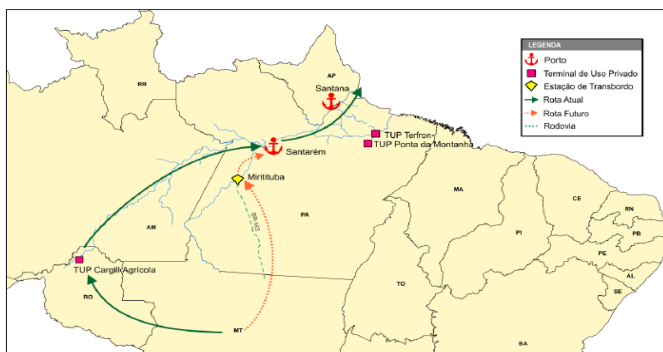 LEGENDA
Porto
Terminal de Uso Privado
Estação de Transbordo
Rota Atual
Rota Futuro
Rodovia
RR
AP
Santana
TUP Terfron
TUP Ponta da Montanha
Santarém
Miritituba
BR-163
AM
PA
MA
CE
RN
PB
PI
PE
AL
SE
TO
BA
TUP Cargill Agrícola
RO
MT